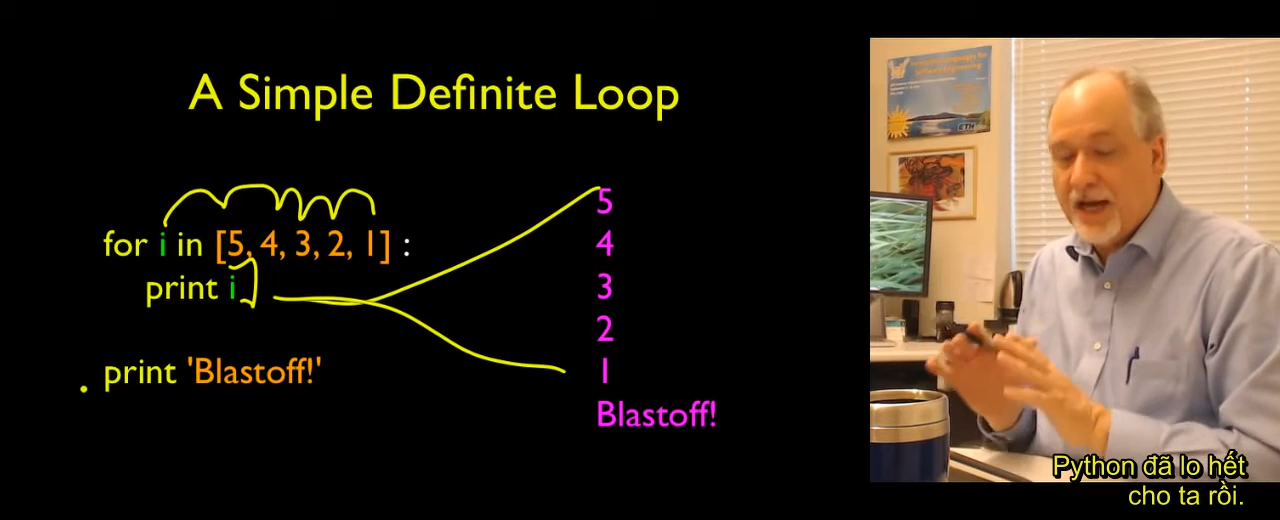 A Simple Definite Loop
for i in [5, 4, 3, 2, 1] :
print i
print 'Blastoff!'
5
4
3
2
1
Blastoff!
ETH
Python đã lo hết
cho ta rồi.